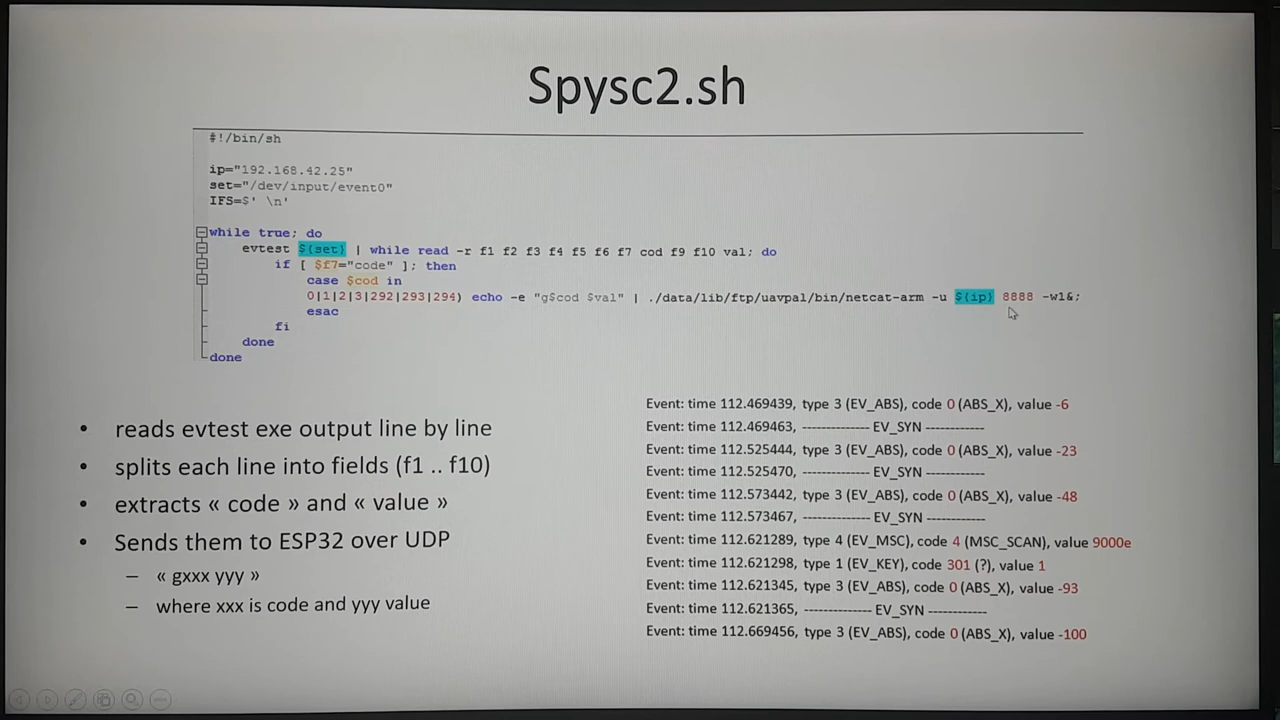 Spysc2.sh
#!/bin/sh
ip="192.168.42.25"
set="/dev/input/event0"
IFS=$' \n'
while true; do
evtest ${set} | while read -r f1 f2 f3 f4 f5 f6 f7 cod f9 f10 val; do
if [ $f7="code" ]; then
case $cod in
0|1|2|3|292|293|294) echo -e "g$cod $val" | ./data/lib/ftp/uavpal/bin/netcat-arm -u ${ip} 8888 -w1&;
esac
fi
done
done
• reads evtest exe output line by line
• splits each line into fields (f1 .. f10)
• extracts « code » and « value »
• Sends them to ESP32 over UDP
– « gxxx yyy »
– where xxx is code and yyy value
Event: time 112.469439, type 3 (EV_ABS), code 0 (ABS_X), value -6
Event: time 112.469463, -------------- EV_SYN ------------
Event: time 112.525444, type 3 (EV_ABS), code 0 (ABS_X), value -23
Event: time 112.525470, -------------- EV_SYN ------------
Event: time 112.573442, type 3 (EV_ABS), code 0 (ABS_X), value -48
Event: time 112.573467, -------------- EV_SYN ------------
Event: time 112.621289, type 4 (EV_MSC), code 4 (MSC_SCAN), value 9000e
Event: time 112.621298, type 1 (EV_KEY), code 301 (?), value 1
Event: time 112.621345, type 3 (EV_ABS), code 0 (ABS_X), value -93
Event: time 112.621365, -------------- EV_SYN ------------
Event: time 112.669456, type 3 (EV_ABS), code 0 (ABS_X), value -100